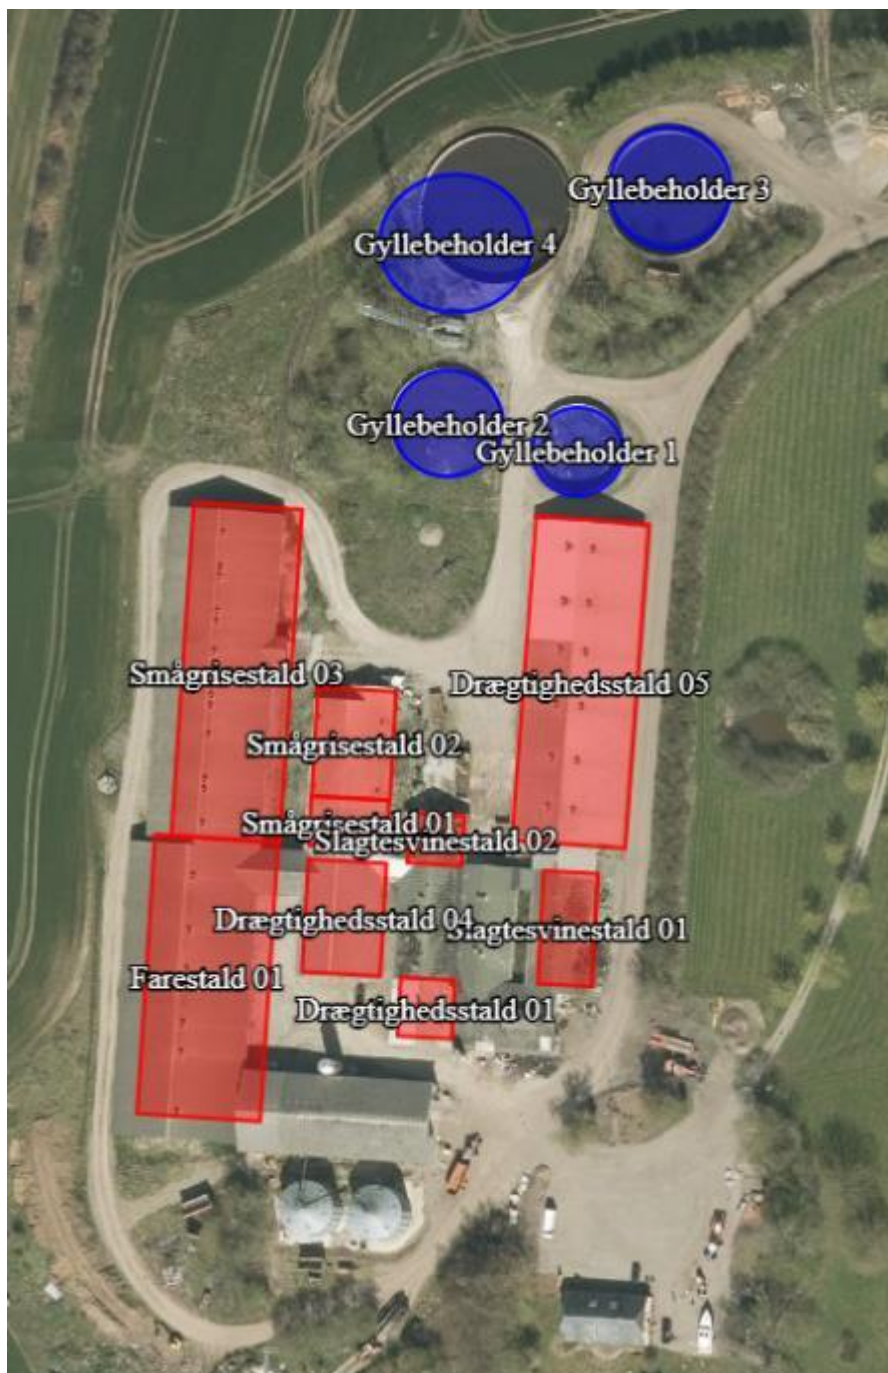 Gyllebeholder 3
Gyllebeholder 4
Gyllebeholder 2
Gyllebeholder 1
Smågrisestald 03
Drægtighedsstald 05
Smågrisestald 02
Smågrisestald 01
Slagtesvinestald 02
Drægtighedsstald 04
Slagtesvinestald 01
Farestald 01
Drægtighedsstald 01